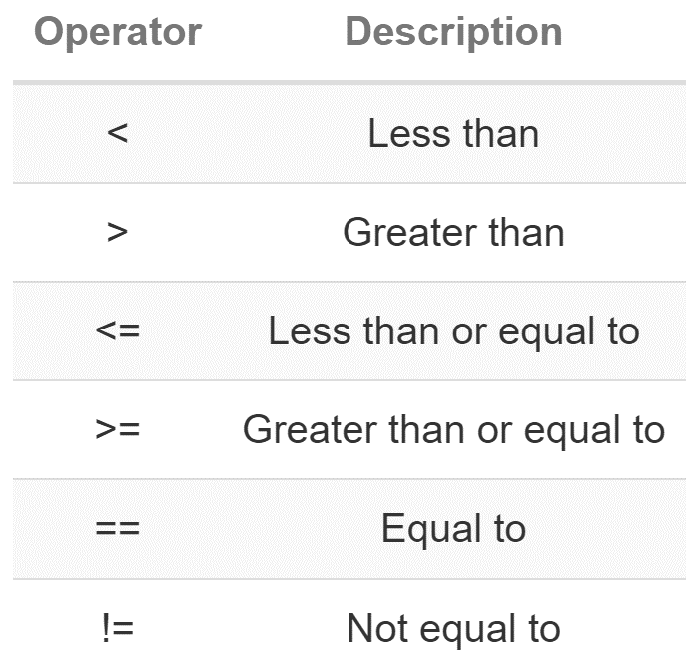 Operator Description
< Less than
> Greater than
<= Less than or equal to
>= Greater than or equal to
== Equal to
!= Not equal to